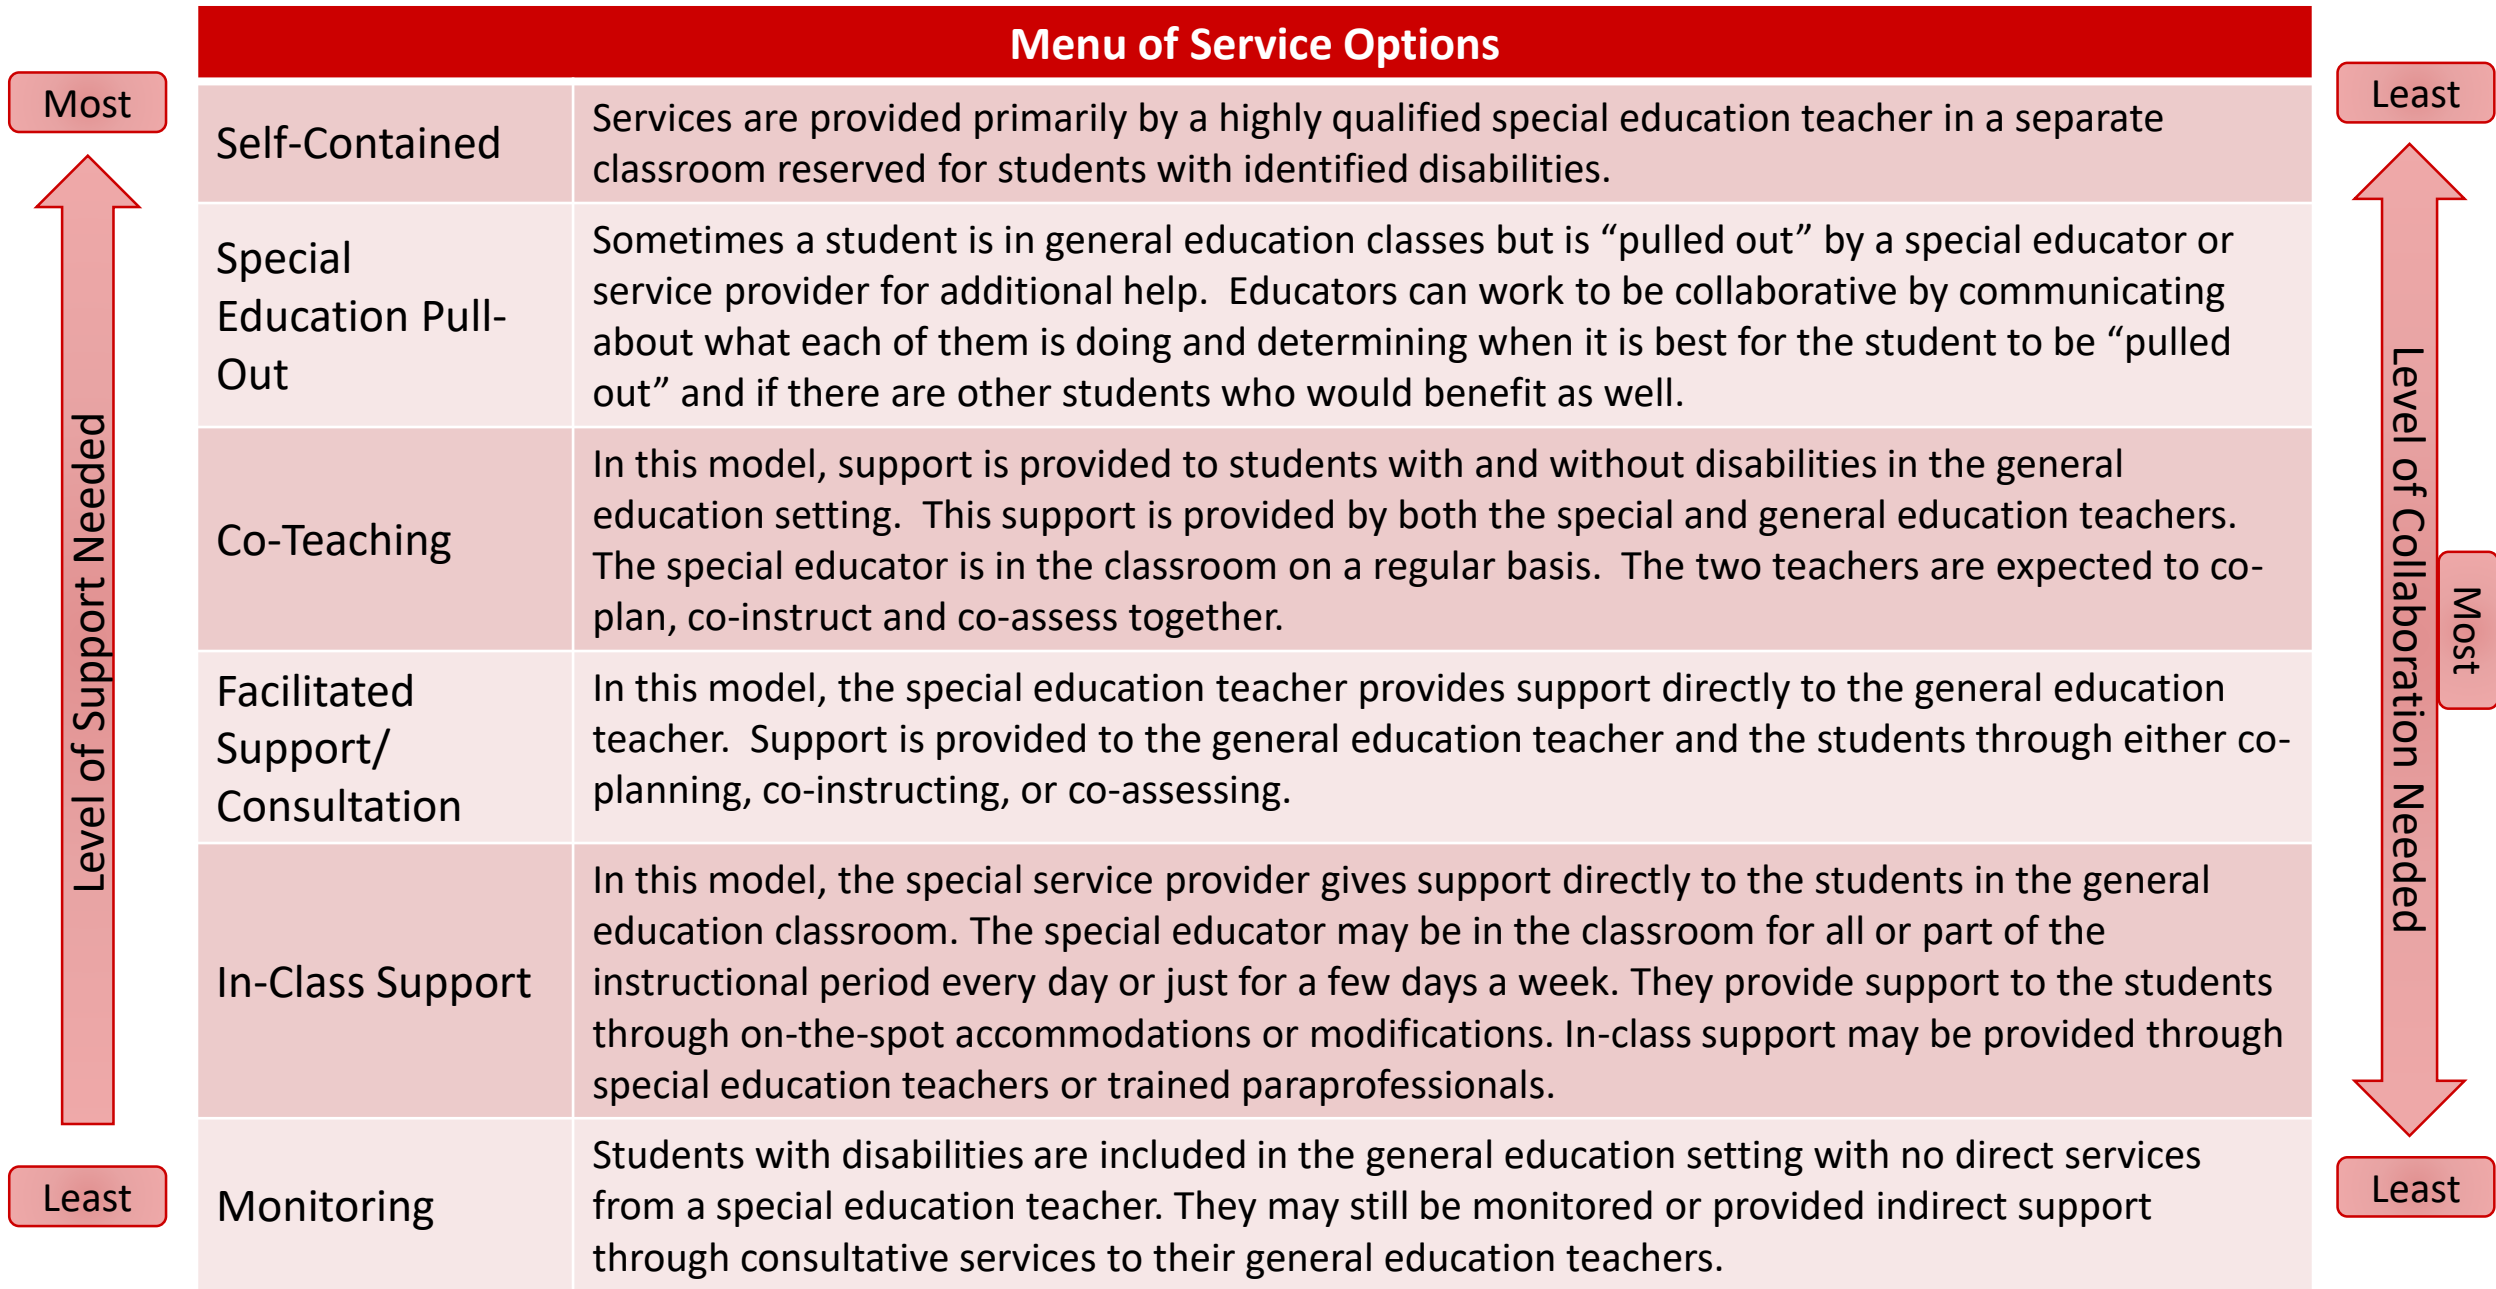 Menu of Service Options
Most
Level of Support Needed
Least
Self-Contained
Services are provided primarily by a highly qualified special education teacher in a separate
classroom reserved for students with identified disabilities.
Special
Education Pull-
Out
Sometimes a student is in general education classes but is “pulled out” by a special educator or
service provider for additional help.  Educators can work to be collaborative by communicating
about what each of them is doing and determining when it is best for the student to be “pulled
out” and if there are other students who would benefit as well.
Co-Teaching
In this model, support is provided to students with and without disabilities in the general
education setting.  This support is provided by both the special and general education teachers.
The special educator is in the classroom on a regular basis.  The two teachers are expected to co-
plan, co-instruct and co-assess together.
Facilitated
Support/
Consultation
In this model, the special education teacher provides support directly to the general education
teacher.  Support is provided to the general education teacher and the students through either co-
planning, co-instructing, or co-assessing.
In-Class Support
In this model, the special service provider gives support directly to the students in the general
education classroom. The special educator may be in the classroom for all or part of the
instructional period every day or just for a few days a week. They provide support to the students
through on-the-spot accommodations or modifications. In-class support may be provided through
special education teachers or trained paraprofessionals.
Monitoring
Students with disabilities are included in the general education setting with no direct services
from a special education teacher. They may still be monitored or provided indirect support
through consultative services to their general education teachers.
Least
Level of Collaboration Needed
Most
Least